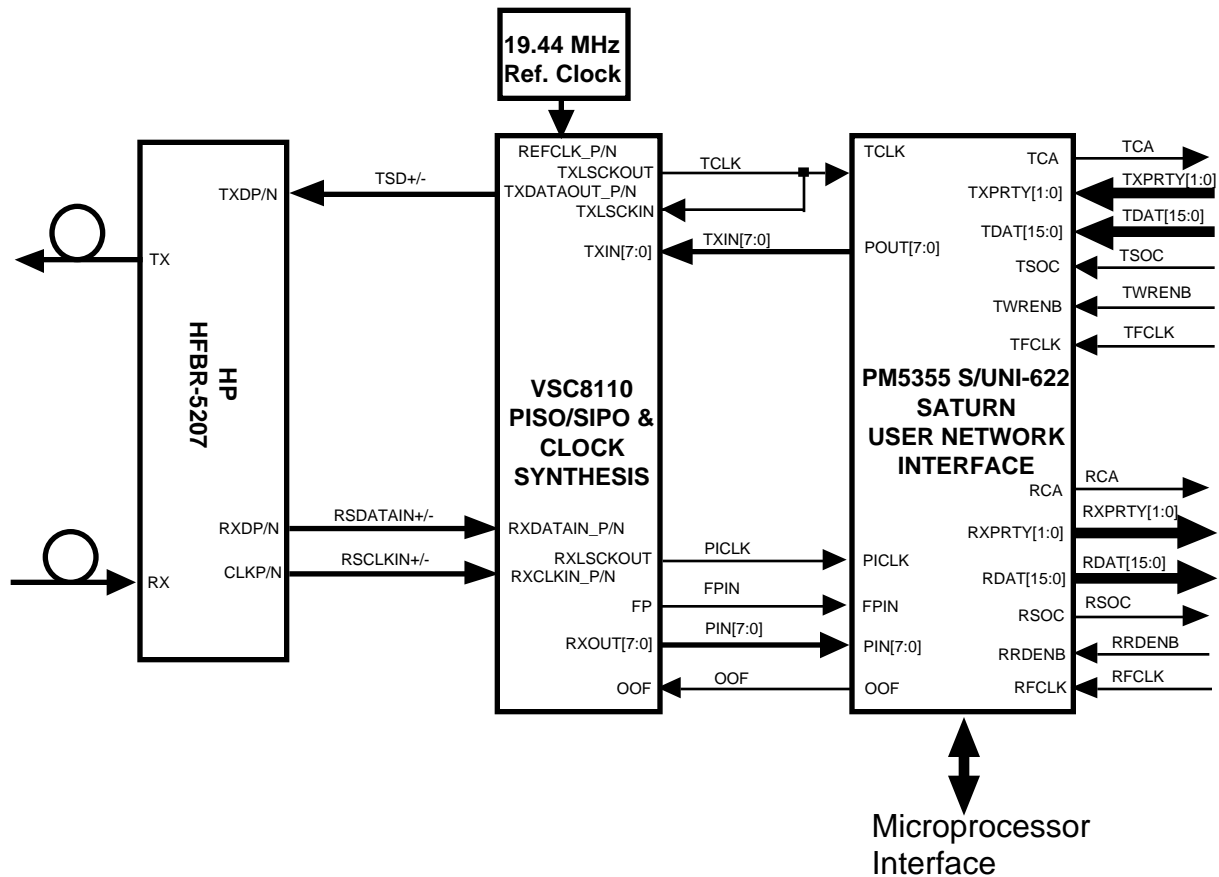 19.44 MHz
Ref. Clock
TXDP/N
TX
HP
HFBR-5207
RXDP/N
CLKP/N
RX
TSD+/-
RSDATAIN+/-
RSCLKIN+/-
REFCLK_P/N
TXLSCKOUT
TXDATAOUT_P/N
TXLSCKIN
TXIN[7:0]
VSC8110
PISO/SIPO &
CLOCK
SYNTHESIS
RXDATAIN_P/N
RXLSCKOUT
RXCLKIN_P/N
FP
RXOUT[7:0]
OOF
TCLK
TXIN[7:0]
PICLK
FPIN
PIN[7:0]
OOF
TCLK
POUT[7:0]
TCA
TXPRTY[1:0]
TDAT[15:0]
TSOC
TWRENB
TFCLK
PM5355 S/UNI-622
SATURN
USER NETWORK
INTERFACE
RCA
RXPRTY[1:0]
PICLK
RDAT[15:0]
FPIN
RSOC
PIN[7:0]
RRDENB
OOF
RFCLK
TCA
TXPRTY[1:0]
TDAT[15:0]
TSOC
TWRENB
TFCLK
RCA
RXPRTY[1:0]
RDAT[15:0]
RSOC
RRDENB
RFCLK
Microprocessor
Interface